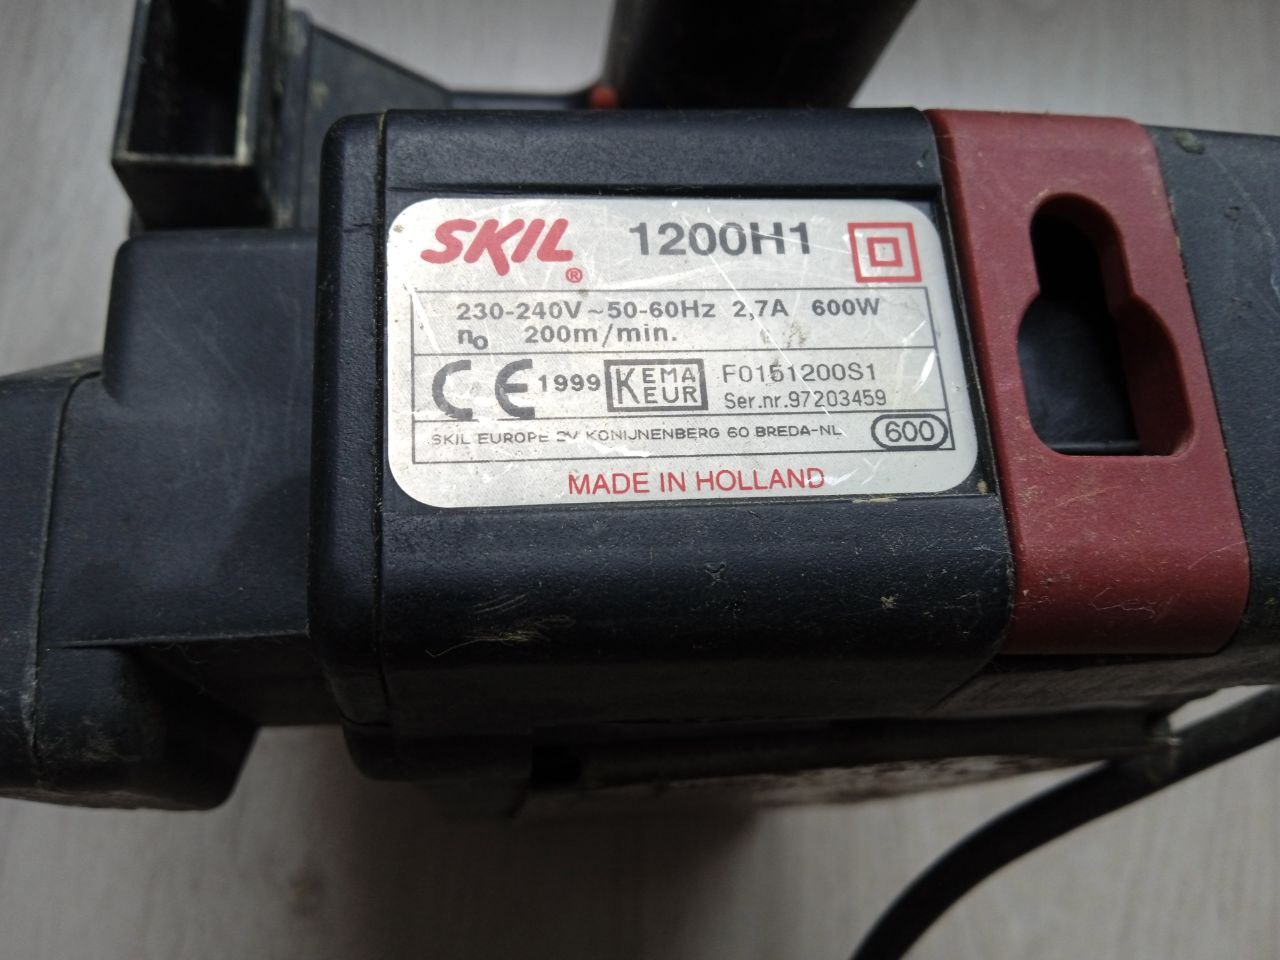 SKIL® 1200H1
230-240V ~ 50-60Hz 2,7A 600W
no 200m/min.
CE 1999 KEMA KEUR F0151200S1
Ser.nr.97203459
SKIL EUROPE BV KONIJNENBERG 60 BREDA-NL 600
MADE IN HOLLAND